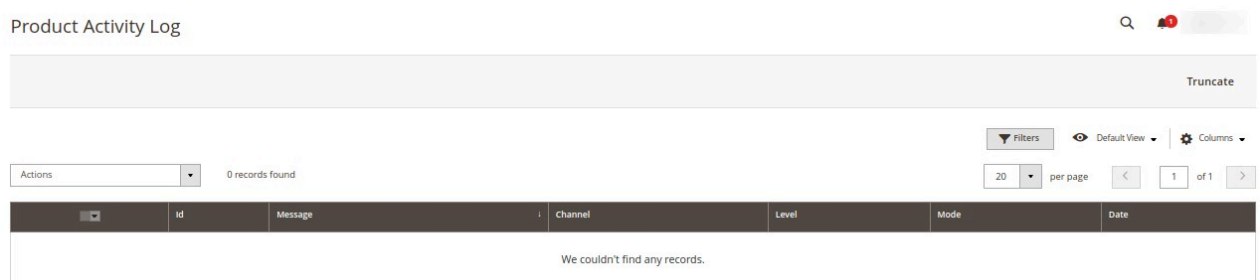 Product Activity Log
1
Truncate
Filters
Default View
Columns
Actions
0 records found
20
per page
1
of 1
Id
Message
↓
Channel
Level
Mode
Date
We couldn't find any records.